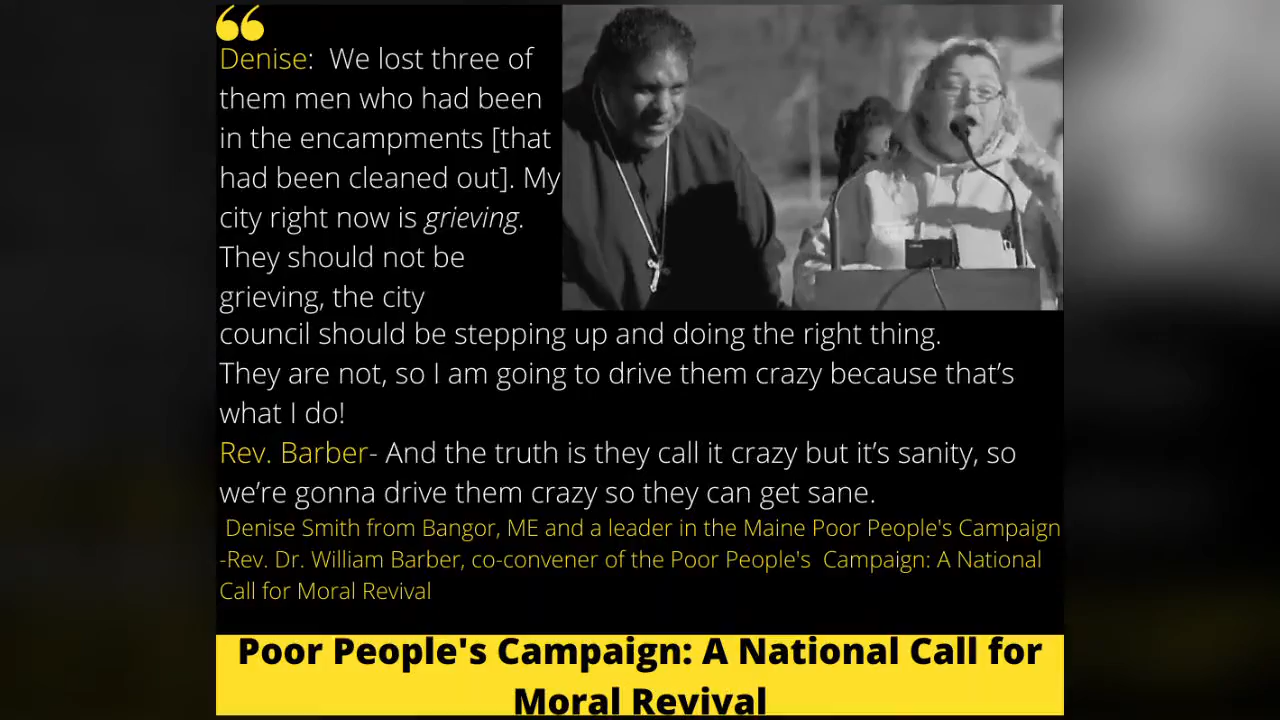 Denise:  We lost three of
them men who had been
in the encampments [that
had been cleaned out]. My
city right now is grieving.
They should not be
grieving, the city
council should be stepping up and doing the right thing.
They are not, so I am going to drive them crazy because that’s
what I do!
Rev. Barber- And the truth is they call it crazy but it’s sanity, so
we’re gonna drive them crazy so they can get sane.
Denise Smith from Bangor, ME and a leader in the Maine Poor People's Campaign
-Rev. Dr. William Barber, co-convener of the Poor People's  Campaign: A National
Call for Moral Revival
Poor People's Campaign: A National Call for
Moral Revival